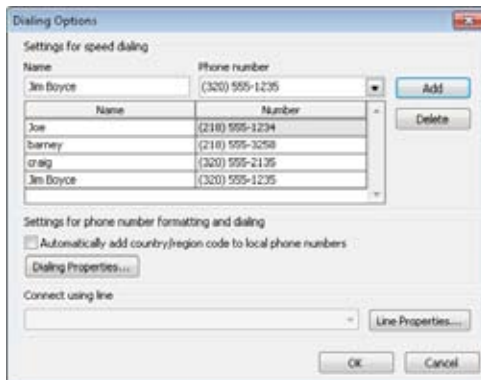 Dialing Options
Settings for speed dialing
Name Phone number
Jim Boyce (320) 555-1235 Add
Name Number Delete
Joe (218) 555-1234
barney (218) 555-3258
craig (320) 555-2135
Jim Boyce (320) 555-1235
Settings for phone number formatting and dialing
Automatically add country/region code to local phone numbers
Dialing Properties...
Connect using line
Line Properties...
OK Cancel